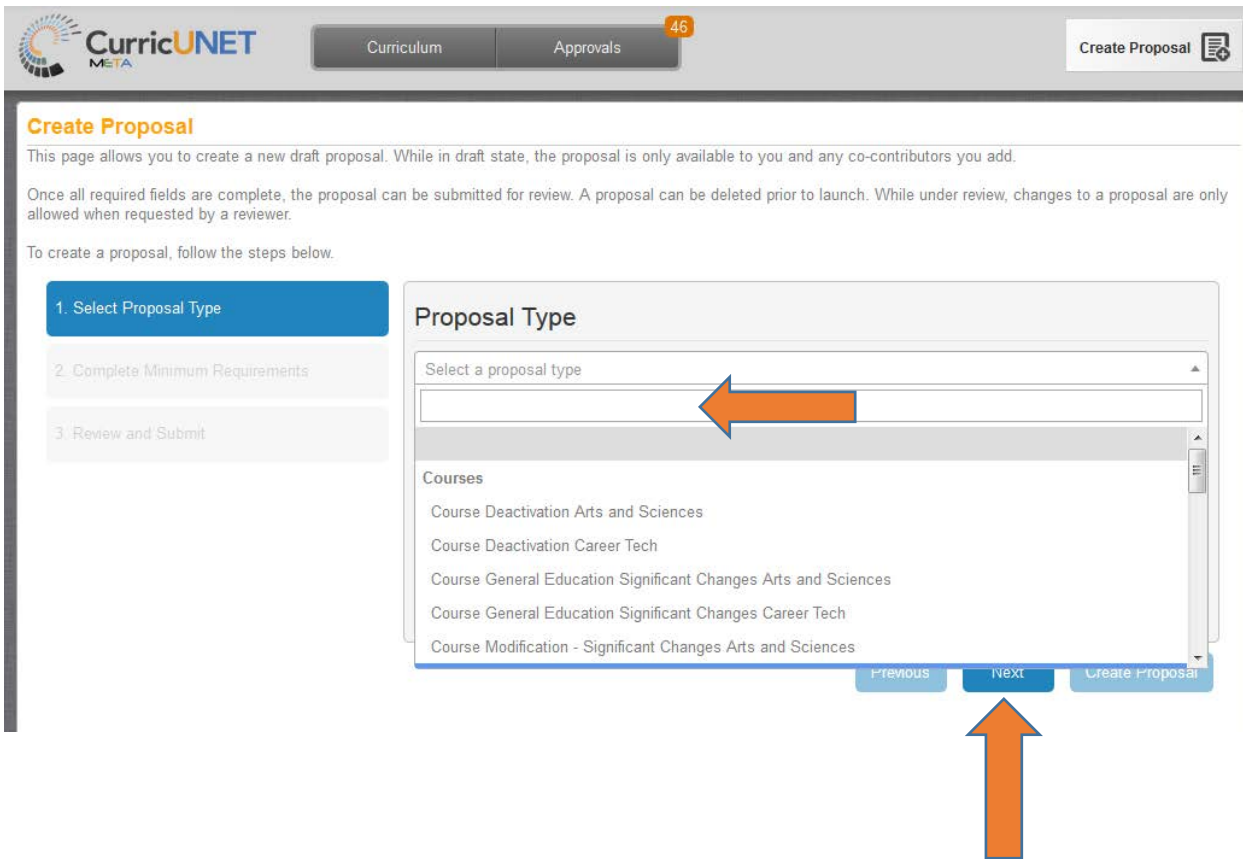 CurricUNET
META
Curriculum
Approvals
46
Create Proposal
Create Proposal
This page allows you to create a new draft proposal. While in draft state, the proposal is only available to you and any co-contributors you add.
Once all required fields are complete, the proposal can be submitted for review. A proposal can be deleted prior to launch. While under review, changes to a proposal are only
allowed when requested by a reviewer.
To create a proposal, follow the steps below.
1. Select Proposal Type
2. Complete Minimum Requirements
3. Review and Submit
Proposal Type
Select a proposal type
Courses
Course Deactivation Arts and Sciences
Course Deactivation Career Tech
Course General Education Significant Changes Arts and Sciences
Course General Education Significant Changes Career Tech
Course Modification - Significant Changes Arts and Sciences
Previous
Next
Create Proposal